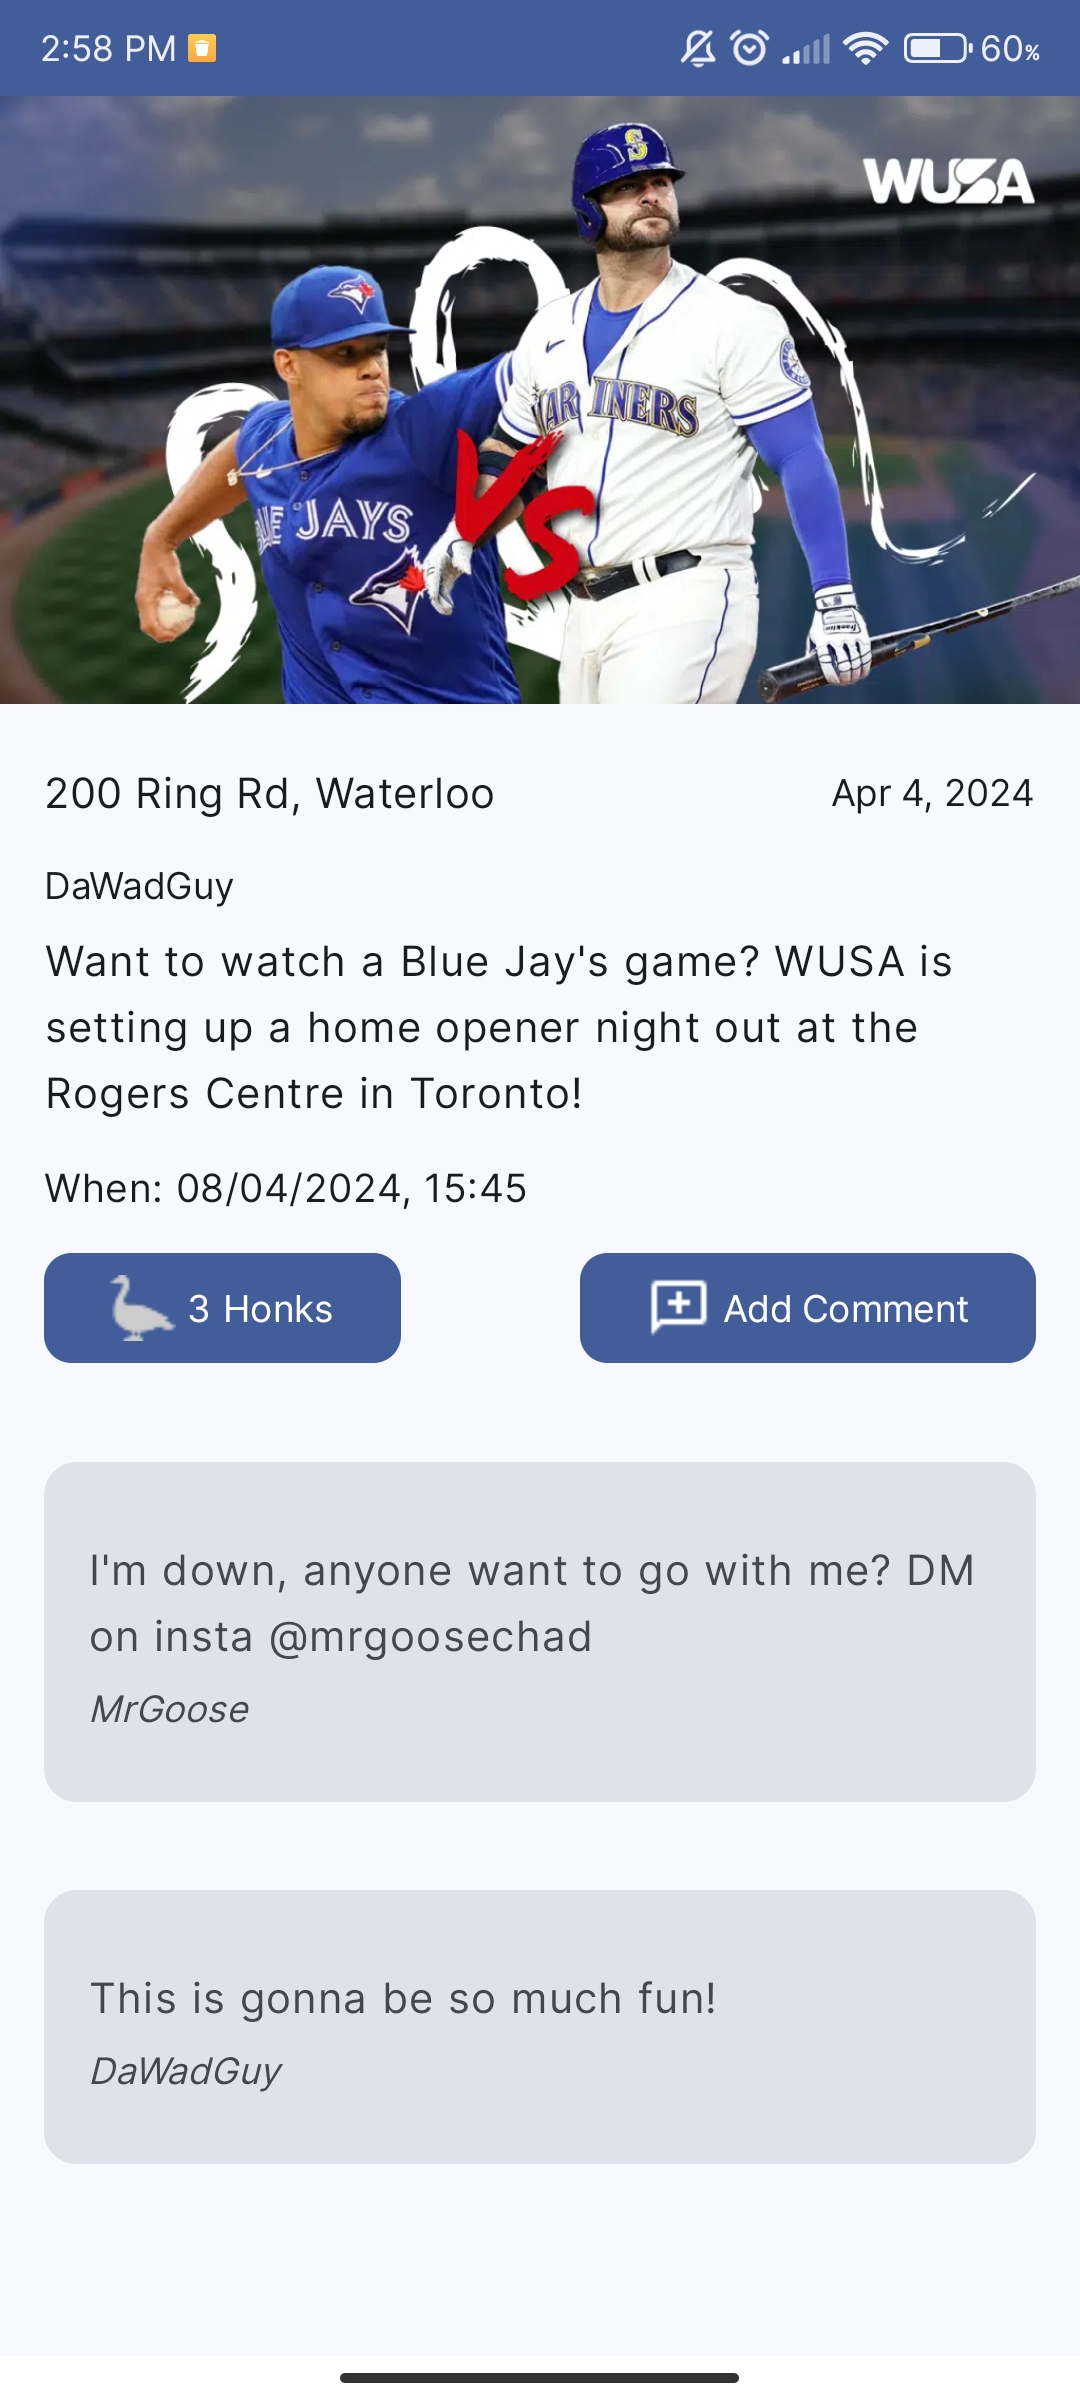 2:58 PM
60%
WUSA
S
MARINERS
BLUE JAYS
VS
franklin
200 Ring Rd, Waterloo
Apr 4, 2024
DaWadGuy
Want to watch a Blue Jay's game? WUSA is
setting up a home opener night out at the
Rogers Centre in Toronto!
When: 08/04/2024, 15:45
3 Honks
Add Comment
I'm down, anyone want to go with me? DM
on insta @mrgoosechad
MrGoose
This is gonna be so much fun!
DaWadGuy